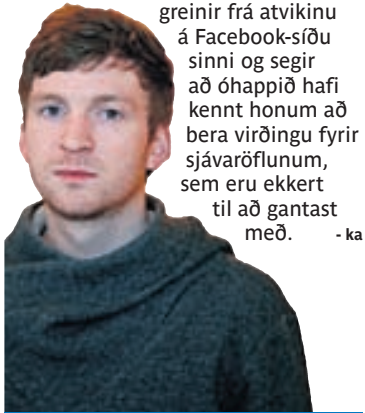 greinir frá atvikinu
á Facebook-síðu
sinni og segir
að óhappið hafi
kennt honum að
bera virðingu fyrir
sjávaröflunum,
sem eru ekkert
til að gantast
með. - ka